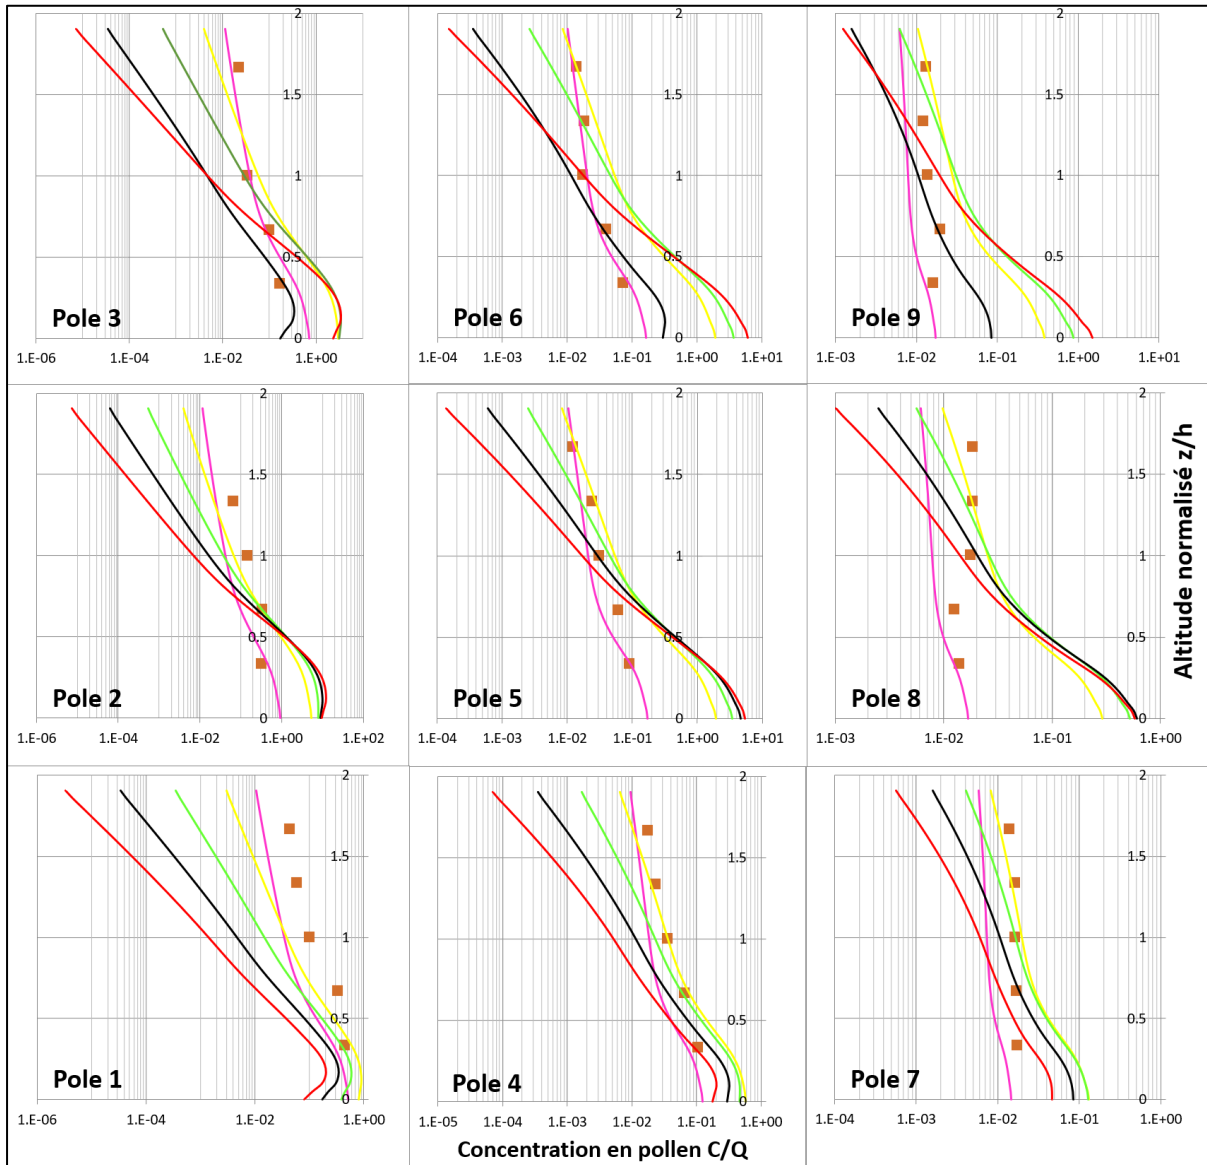 2
2
2
1.5
1.5
1.5
1
1
1
0.5
0.5
0.5
Pole 3
Pole 6
Pole 9
0
0
0
1.E-06 1.E-04 1.E-02 1.E+00
1.E-04 1.E-03 1.E-02 1.E-01 1.E+00 1.E+01
1.E-03 1.E-02 1.E-01 1.E+00 1.E+01
2
2
2
1.5
1.5
1.5
1
1
1
0.5
0.5
0.5
Pole 2
Pole 5
Pole 8
0
0
0
Altitude normalisé z/h
1.E-06 1.E-04 1.E-02 1.E+00 1.E+02
1.E-04 1.E-03 1.E-02 1.E-01 1.E+00 1.E+01
1.E-03 1.E-02 1.E-01 1.E+00
2
2
2
1.5
1.5
1.5
1
1
1
0.5
0.5
0.5
Pole 1
Pole 4
Pole 7
0
0
0
1.E-06 1.E-04 1.E-02 1.E+00
1.E-05 1.E-04 1.E-03 1.E-02 1.E-01 1.E+00
1.E-04 1.E-03 1.E-02 1.E-01 1.E+00
Concentration en pollen C/Q